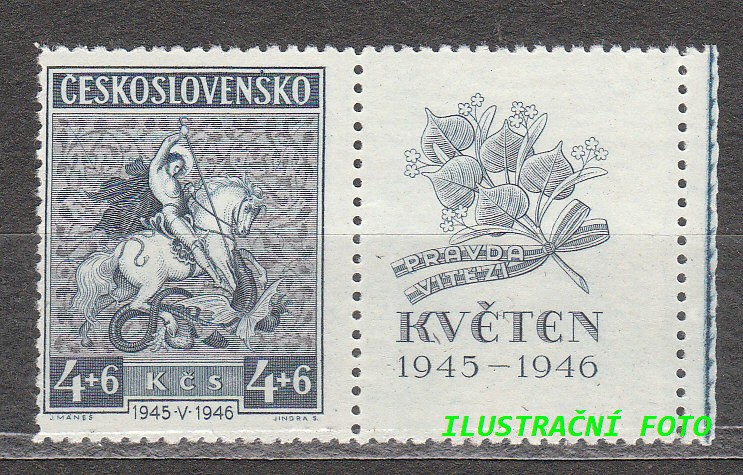 ČESKOSLOVENSKO
4+6 Kčs 4+6
1945·V·1946
J.MÁNES JINDRA S.
PRAVDA
VÍTĚZÍ
KVĚTEN
1945–1946
ILUSTRAČNÍ FOTO